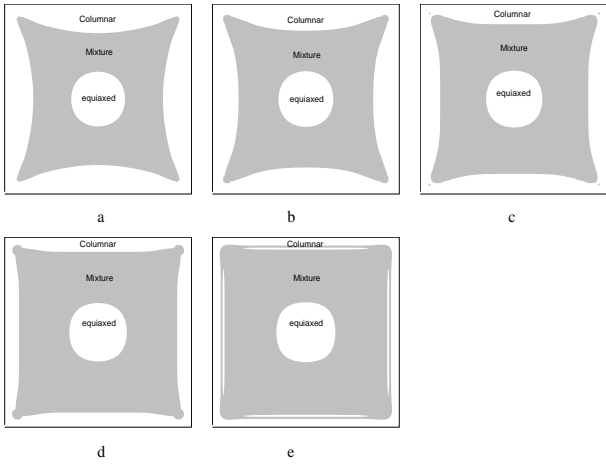 Columnar
Mixture
equiaxed
a
Columnar
Mixture
equiaxed
b
Columnar
Mixture
equiaxed
c
Columnar
Mixture
equiaxed
d
Columnar
Mixture
equiaxed
e